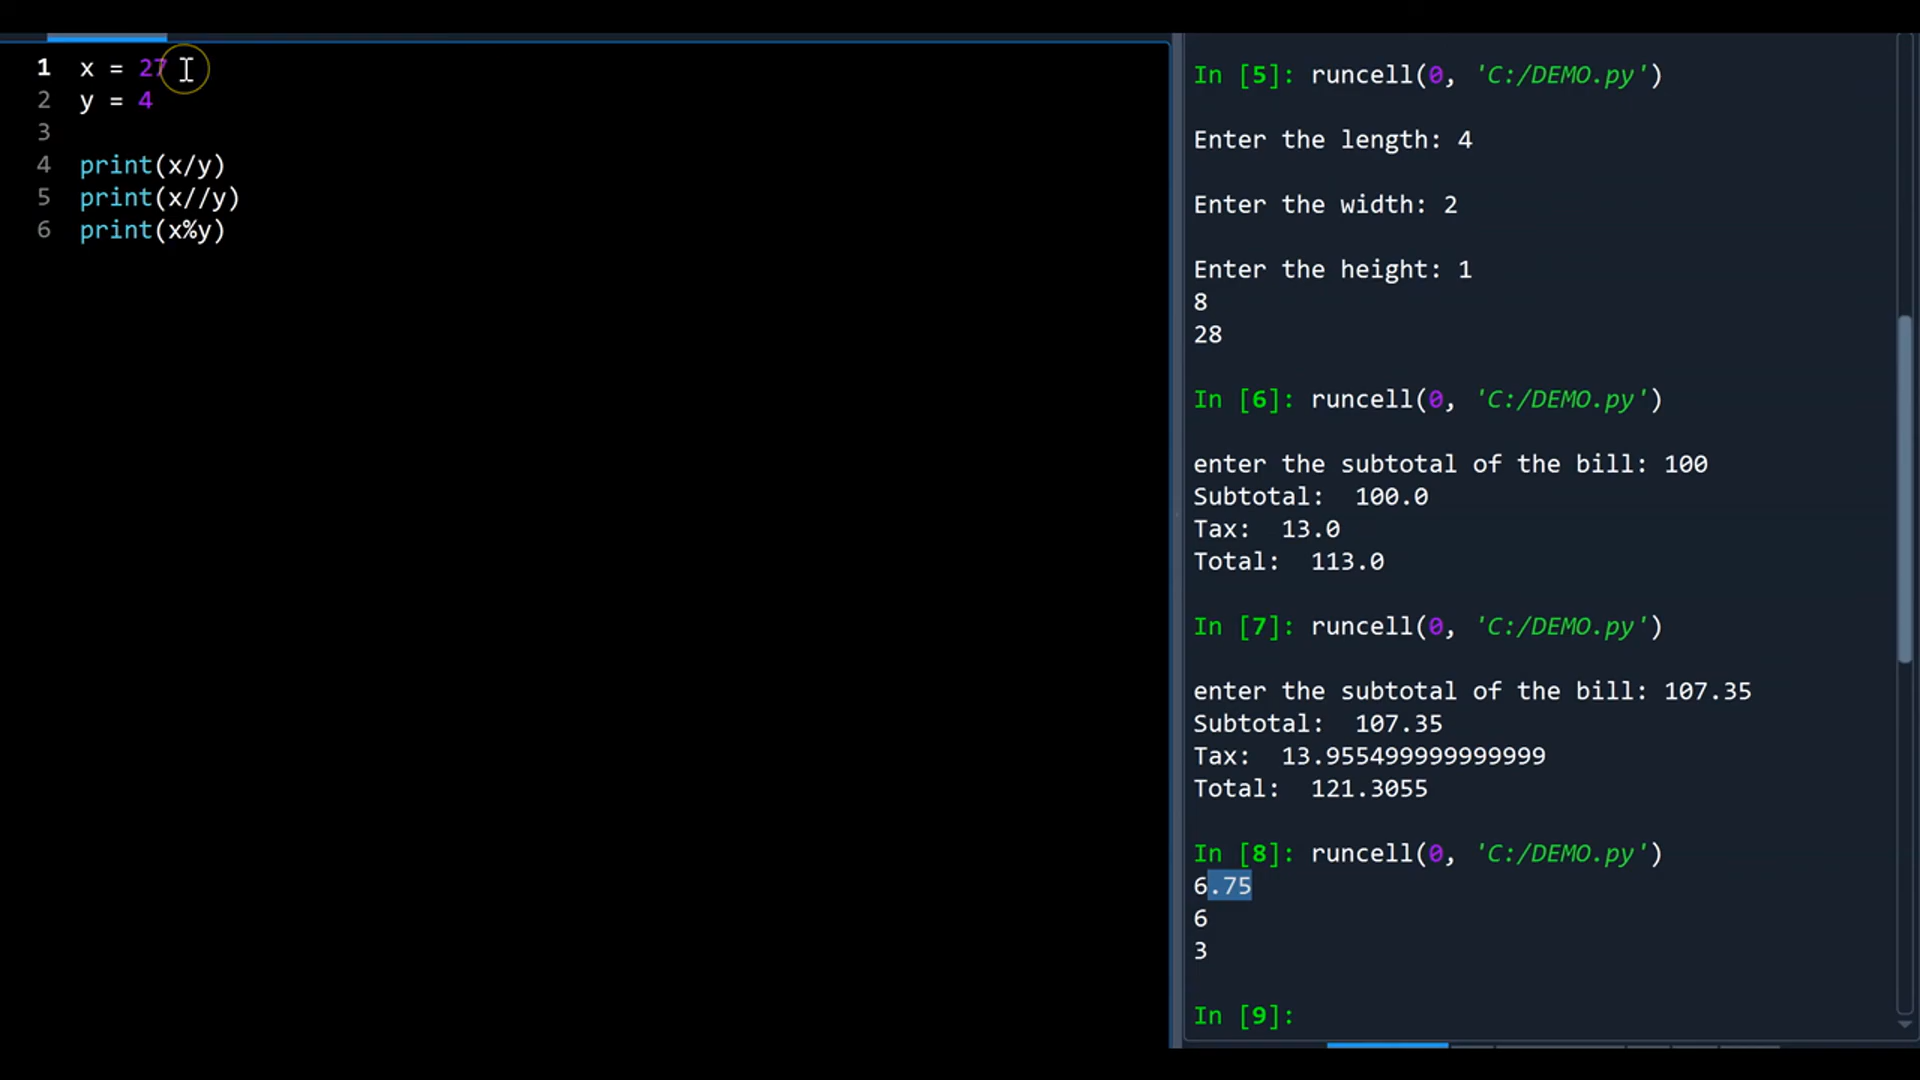 1 x = 27
2 y = 4
3
4 print(x/y)
5 print(x//y)
6 print(x%y)
In [5]: runcell(0, 'C:/DEMO.py')
Enter the length: 4
Enter the width: 2
Enter the height: 1
8
28
In [6]: runcell(0, 'C:/DEMO.py')
enter the subtotal of the bill: 100
Subtotal:  100.0
Tax:  13.0
Total:  113.0
In [7]: runcell(0, 'C:/DEMO.py')
enter the subtotal of the bill: 107.35
Subtotal:  107.35
Tax:  13.955499999999999
Total:  121.3055
In [8]: runcell(0, 'C:/DEMO.py')
6.75
6
3
In [9]: